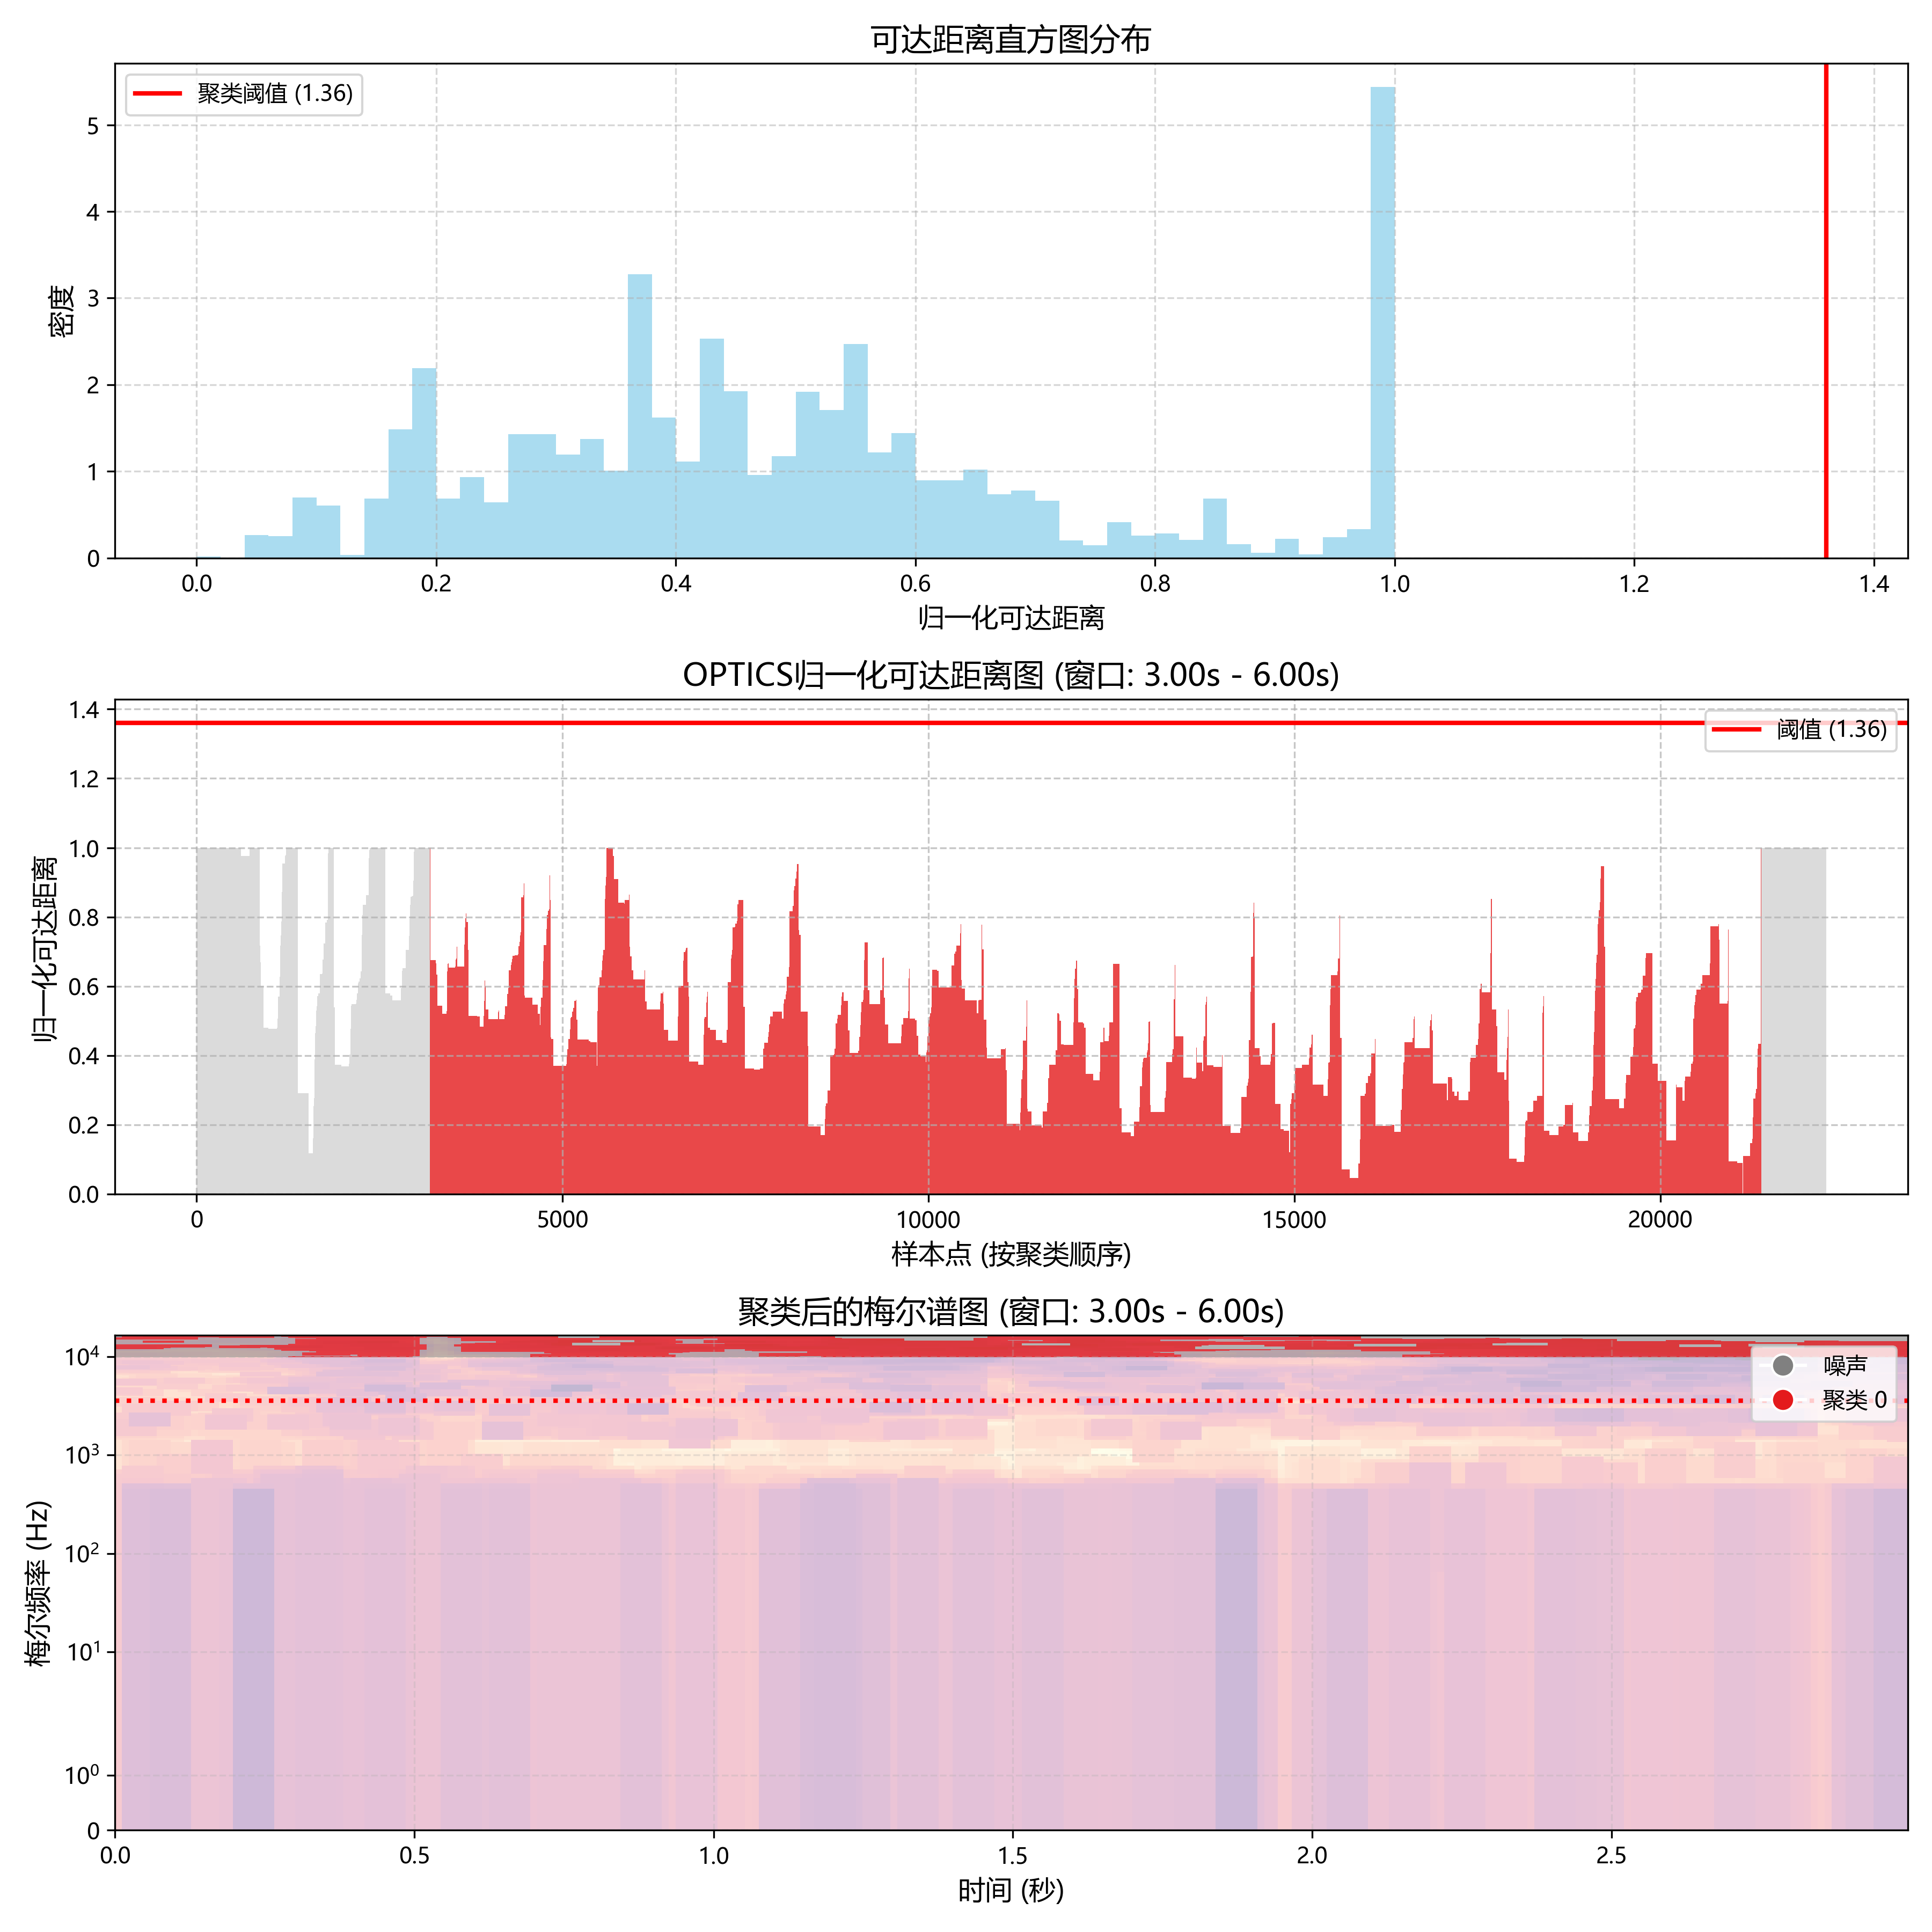 可达距离直方图分布
聚类阈值 (1.36)
密度
5
4
3
2
1
0
0.0 0.2 0.4 0.6 0.8 1.0 1.2 1.4
归一化可达距离
OPTICS归一化可达距离图 (窗口: 3.00s - 6.00s)
阈值 (1.36)
归一化可达距离
1.4
1.2
1.0
0.8
0.6
0.4
0.2
0.0
0 5000 10000 15000 20000
样本点 (按聚类顺序)
聚类后的梅尔谱图 (窗口: 3.00s - 6.00s)
噪声
聚类 0
梅尔频率 (Hz)
10⁴
10³
10²
10¹
10⁰
0
0.0 0.5 1.0 1.5 2.0 2.5
时间 (秒)